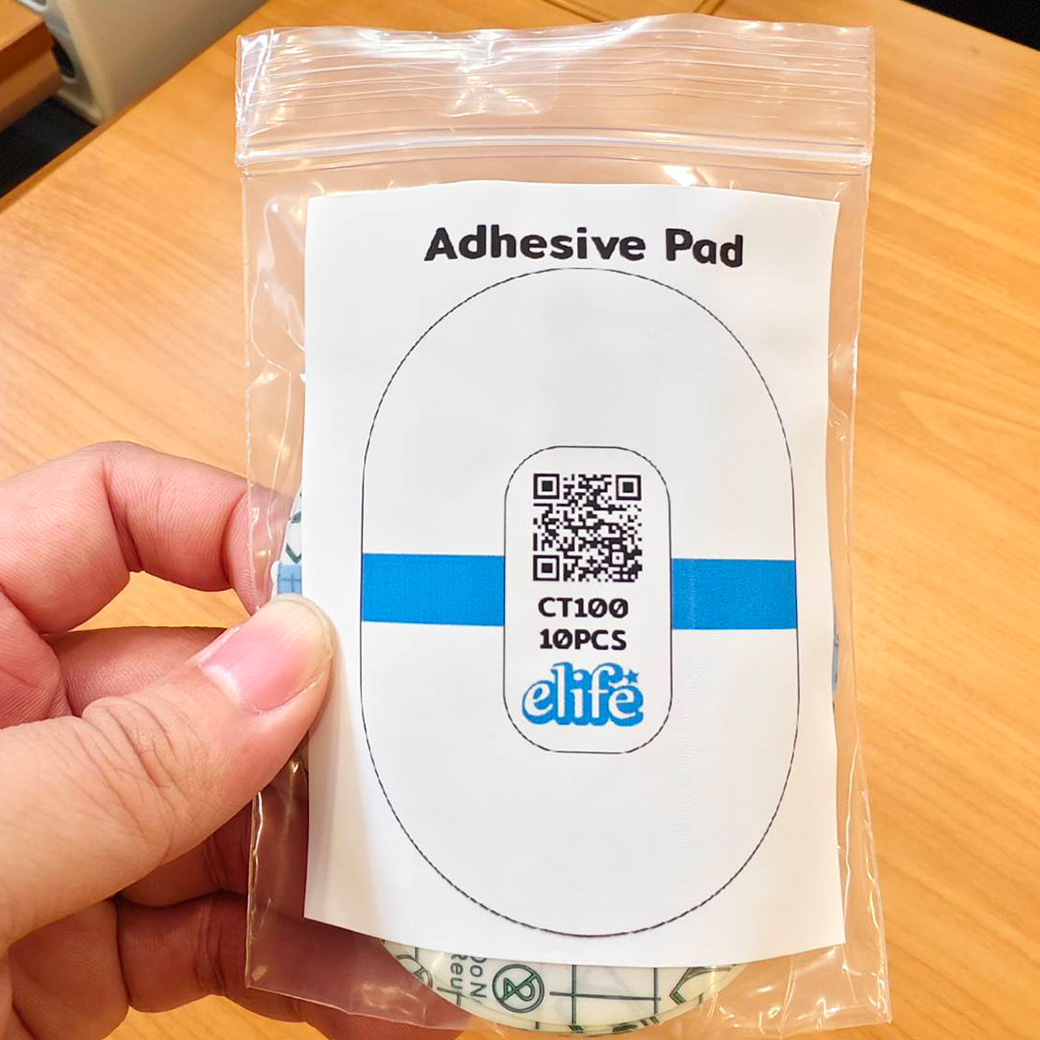 Adhesive Pad
CT100
10PCS
elife